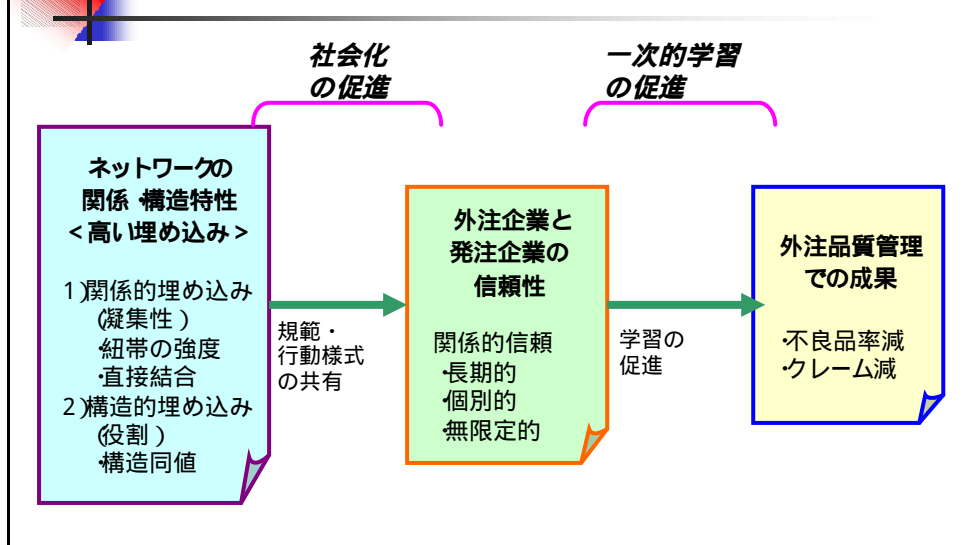 社会化
の促進
一次的学習
の促進
ネットワークの
関係・構造特性
<高い埋め込み>
1)関係的埋め込み
(凝集性)
・紐帯の強度
・直接結合
2)構造的埋め込み
(役割)
・構造同値
規範・
行動様式
の共有
外注企業と
発注企業の
信頼性
関係的信頼
・長期的
・個別的
・無限定的
学習の
促進
外注品質管理
での成果
・不良品率減
・クレーム減